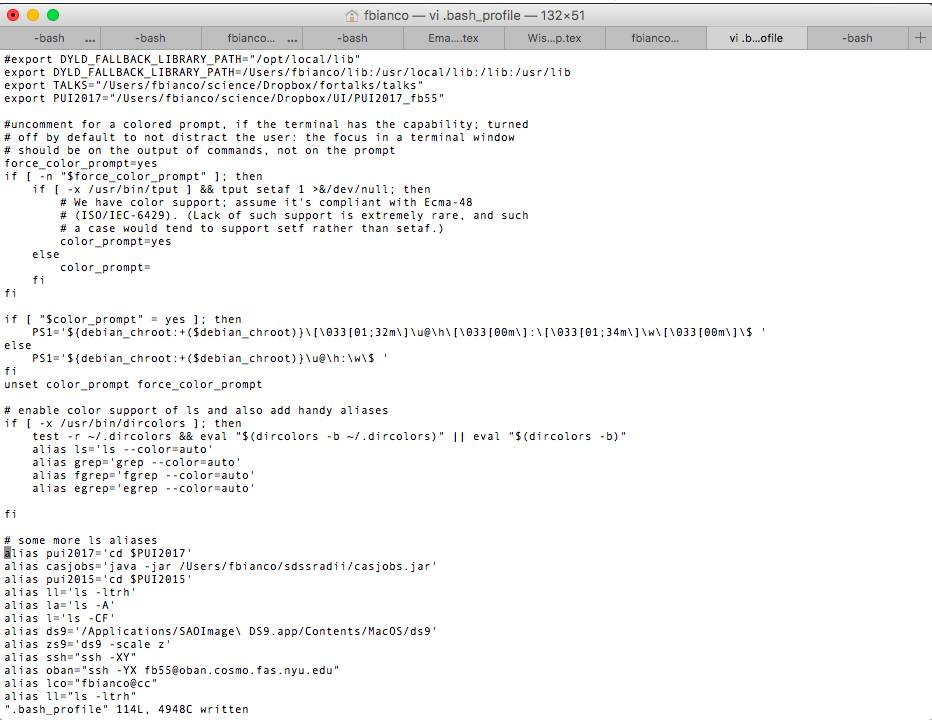 fbianco — vi .bash_profile — 132×51
-bash ... -bash fbianco... ... -bash Ema....tex Wis...p.tex fbianco... vi .b...ofile -bash +
#export DYLD_FALLBACK_LIBRARY_PATH="/opt/local/lib"
export DYLD_FALLBACK_LIBRARY_PATH=/Users/fbianco/lib:/usr/local/lib:/lib:/usr/lib
export TALKS="/Users/fbianco/science/Dropbox/fortalks/talks"
export PUI2017="/Users/fbianco/science/Dropbox/UI/PUI2017_fb55"

#uncomment for a colored prompt, if the terminal has the capability; turned
# off by default to not distract the user: the focus in a terminal window
# should be on the output of commands, not on the prompt
force_color_prompt=yes
if [ -n "$force_color_prompt" ]; then
    if [ -x /usr/bin/tput ] && tput setaf 1 >&/dev/null; then
        # We have color support; assume it's compliant with Ecma-48
        # (ISO/IEC-6429). (Lack of such support is extremely rare, and such
        # a case would tend to support setf rather than setaf.)
        color_prompt=yes
    else
        color_prompt=
    fi
fi

if [ "$color_prompt" = yes ]; then
    PS1='${debian_chroot:+($debian_chroot)}\[\033[01;32m\]\u@\h\[\033[00m\]:\[\033[01;34m\]\w\[\033[00m\]\$ '
else
    PS1='${debian_chroot:+($debian_chroot)}\u@\h:\w\$ '
fi
unset color_prompt force_color_prompt

# enable color support of ls and also add handy aliases
if [ -x /usr/bin/dircolors ]; then
    test -r ~/.dircolors && eval "$(dircolors -b ~/.dircolors)" || eval "$(dircolors -b)"
    alias ls='ls --color=auto'
    alias grep='grep --color=auto'
    alias fgrep='fgrep --color=auto'
    alias egrep='egrep --color=auto'

fi

# some more ls aliases
alias pui2017='cd $PUI2017'
alias casjobs='java -jar /Users/fbianco/sdssradii/casjobs.jar'
alias pui2015='cd $PUI2015'
alias ll='ls -ltrh'
alias la='ls -A'
alias l='ls -CF'
alias ds9='/Applications/SAOImage\ DS9.app/Contents/MacOS/ds9'
alias zs9='ds9 -scale z'
alias ssh="ssh -XY"
alias oban="ssh -YX fb55@oban.cosmo.fas.nyu.edu"
alias lco="fbianco@cc"
alias ll="ls -ltrh"
".bash_profile" 114L, 4948C written